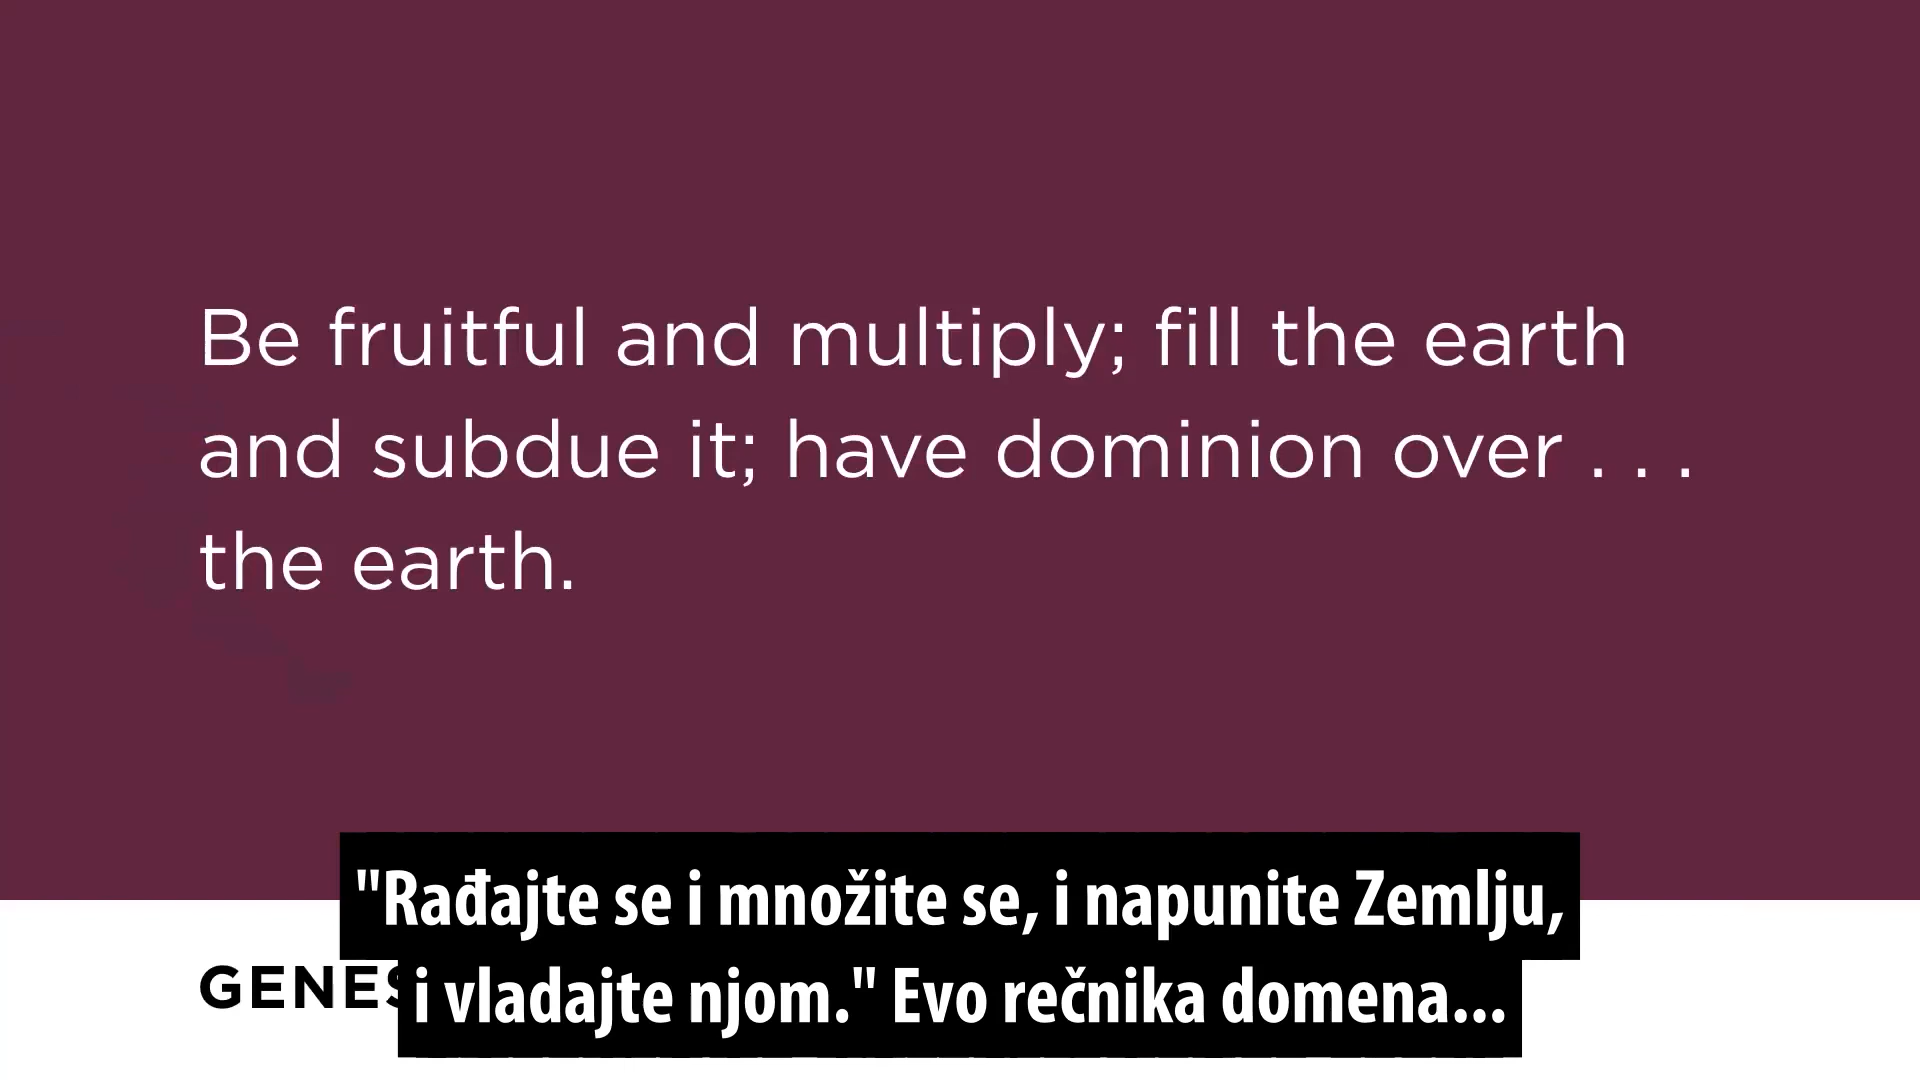 Be fruitful and multiply; fill the earth
and subdue it; have dominion over . . .
the earth.
"Rađajte se i množite se, i napunite Zemlju,
GENES
i vladajte njom." Evo rečnika domena...